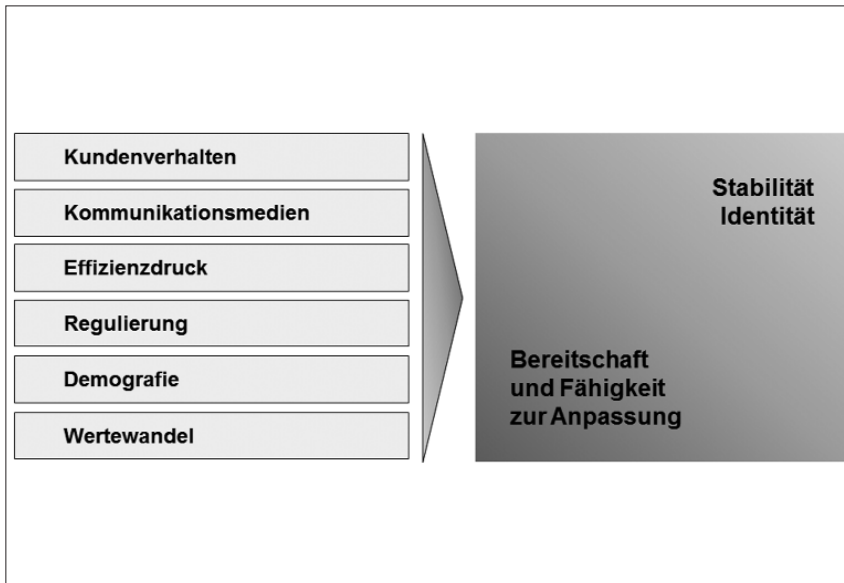 Kundenverhalten
Kommunikationsmedien
Effizienzdruck
Regulierung
Demografie
Wertewandel
Stabilität
Identität
Bereitschaft
und Fähigkeit
zur Anpassung